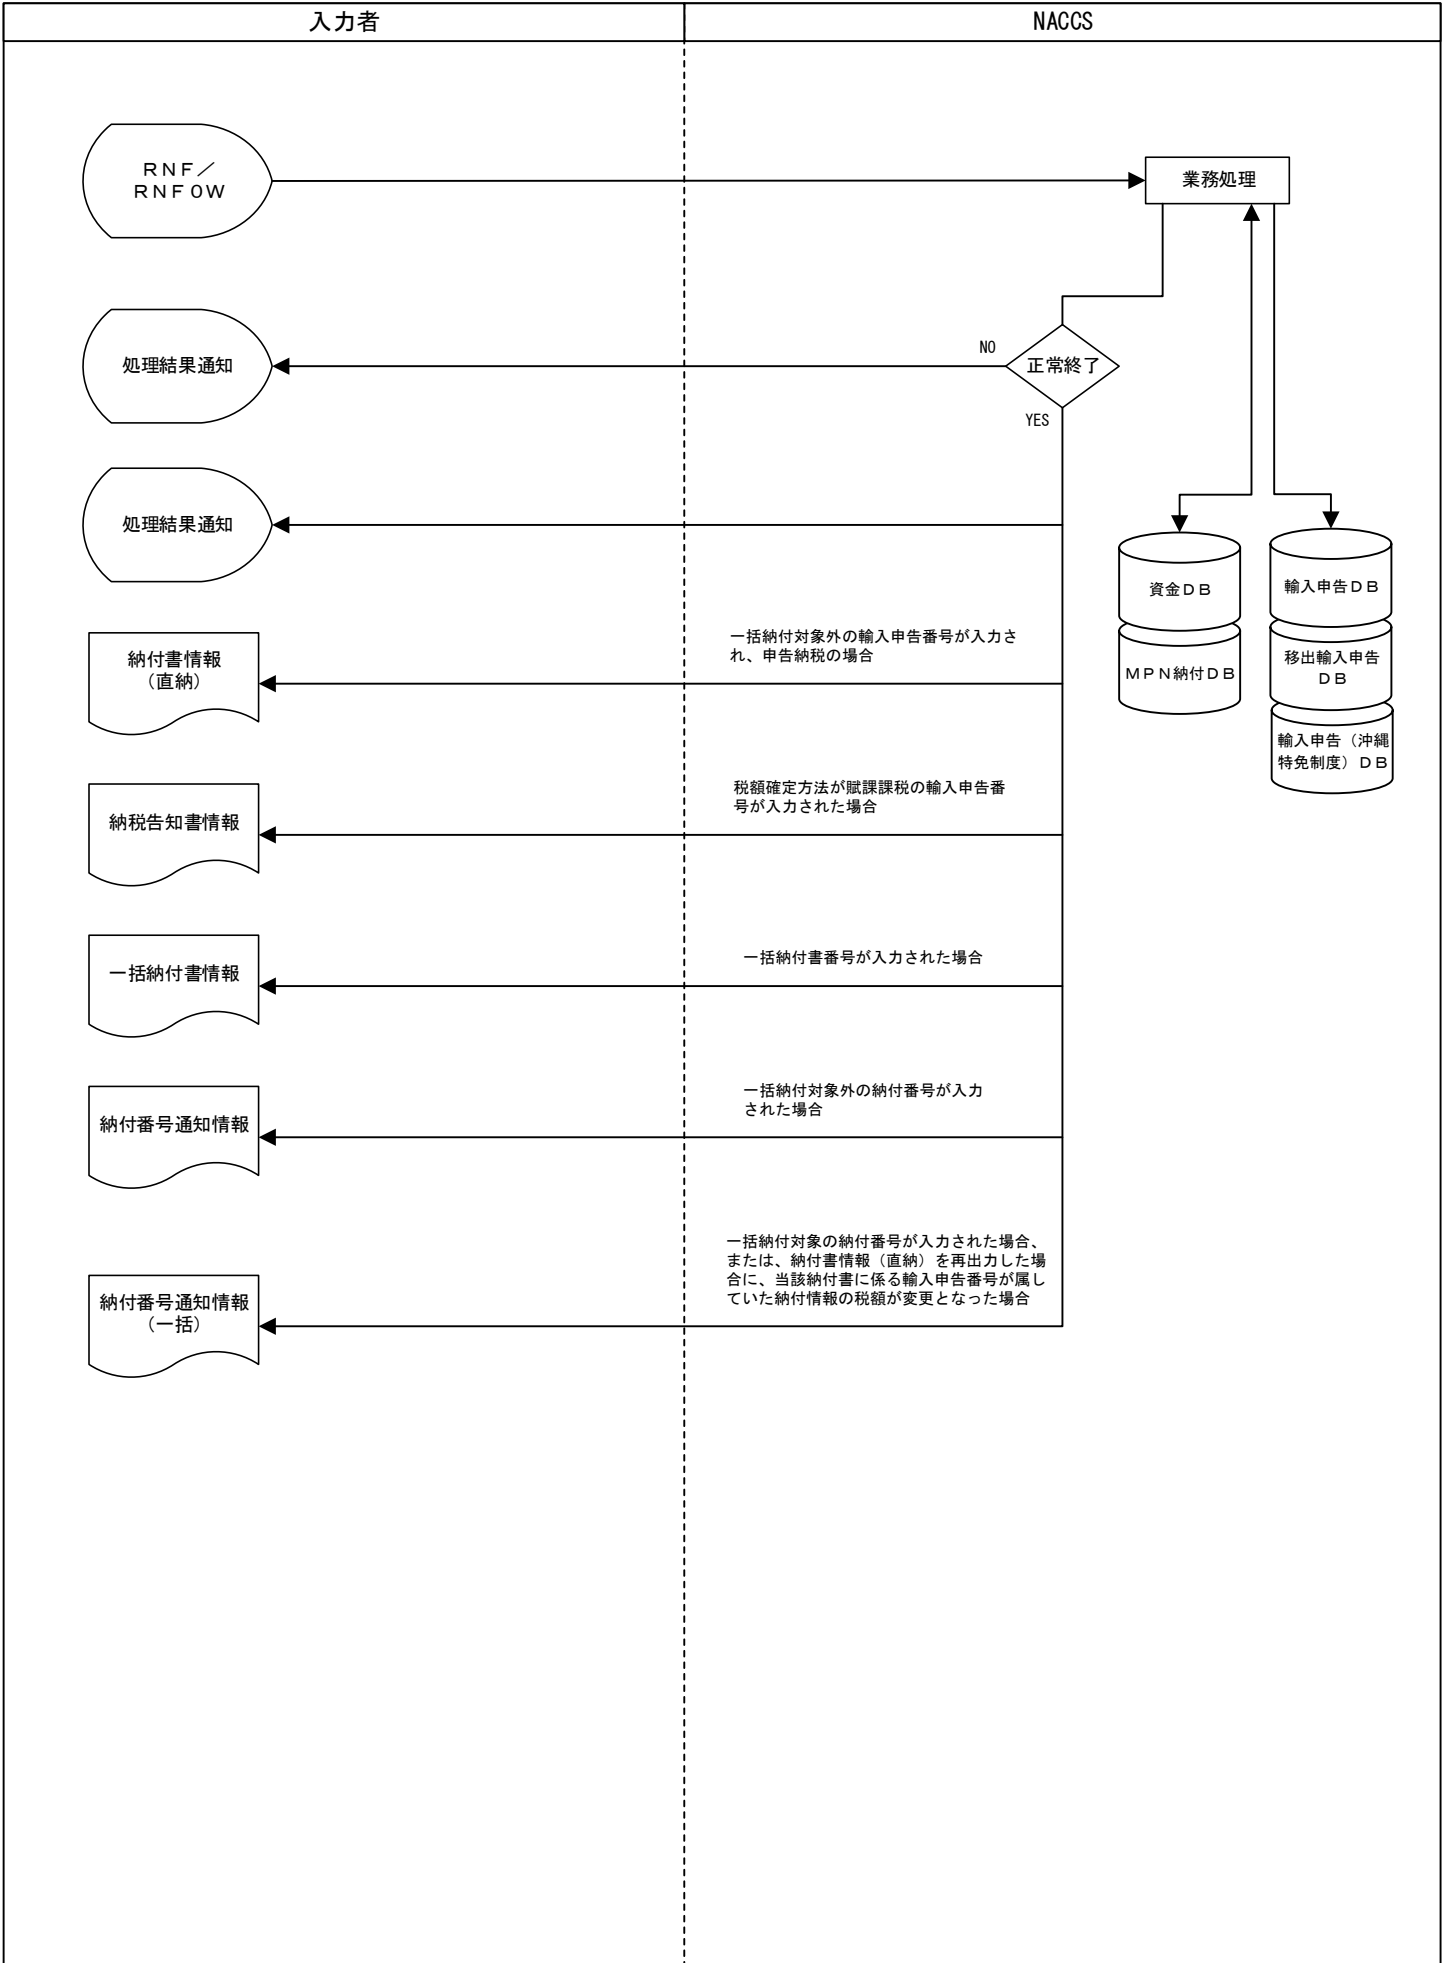 入力者
NACCS
ＲＮＦ／
ＲＮＦ０Ｗ
業務処理
処理結果通知
NO
正常終了
YES
処理結果通知
資金ＤＢ
ＭＰＮ納付ＤＢ
輸入申告ＤＢ
移出輸入申告
ＤＢ
輸入申告（沖縄
特免制度）ＤＢ
納付書情報
（直納）
一括納付対象外の輸入申告番号が入力さ
れ、申告納税の場合
納税告知書情報
税額確定方法が賦課課税の輸入申告番
号が入力された場合
一括納付書情報
一括納付書番号が入力された場合
納付番号通知情報
一括納付対象外の納付番号が入力
された場合
納付番号通知情報
（一括）
一括納付対象の納付番号が入力された場合、
または、納付書情報（直納）を再出力した場
合に、当該納付書に係る輸入申告番号が属し
ていた納付情報の税額が変更となった場合